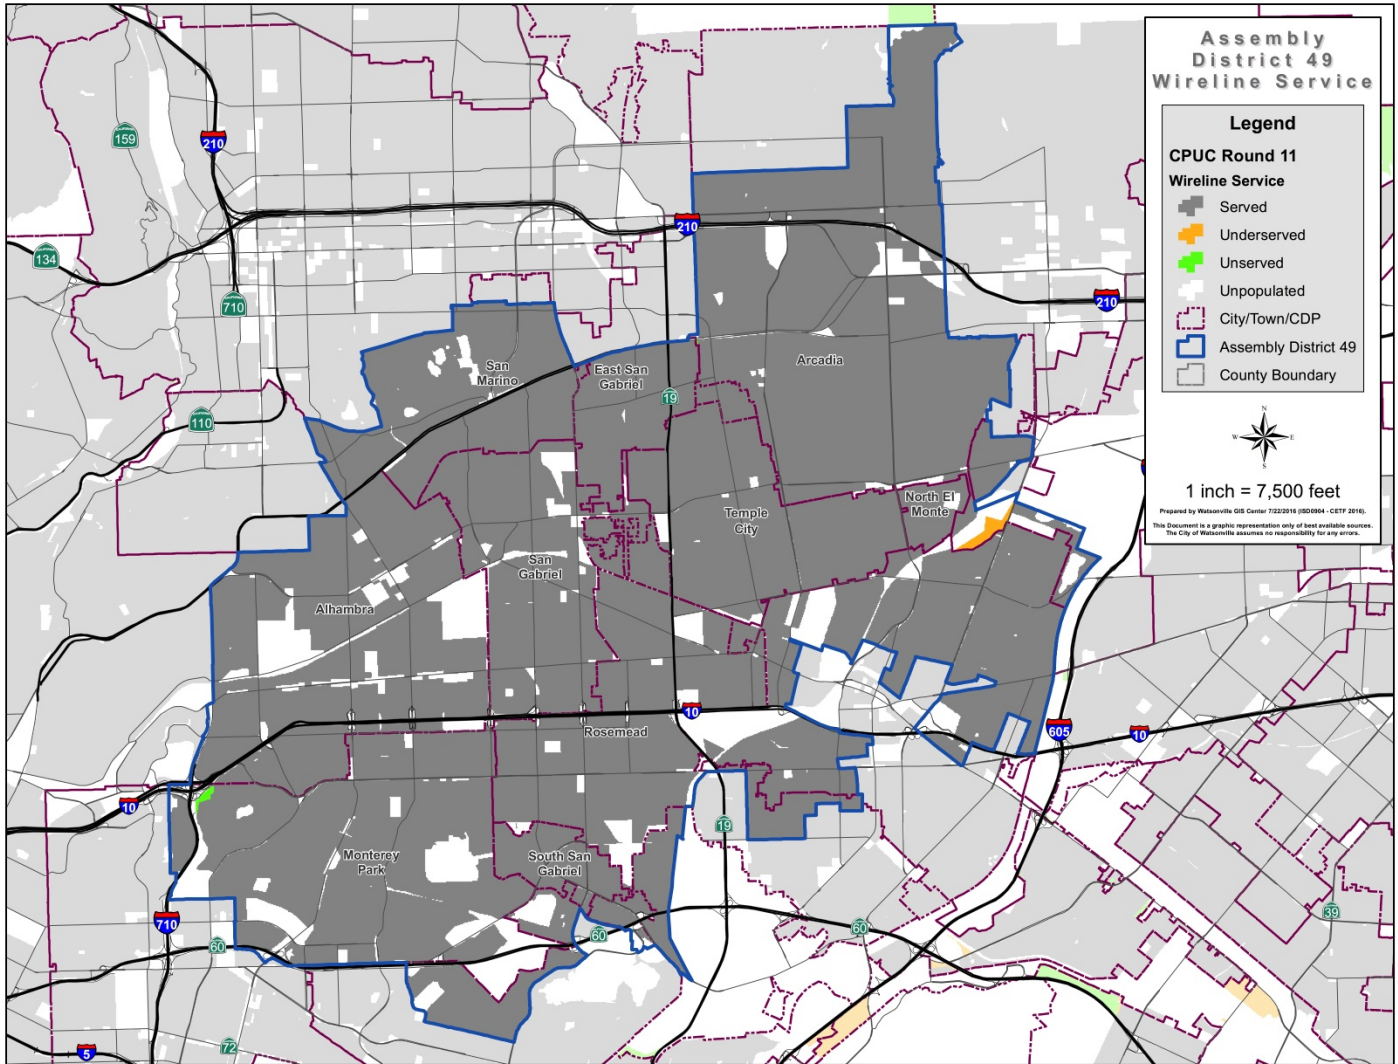 Assembly
District 49
Wireline Service
Legend
CPUC Round 11
Wireline Service
Served
Underserved
Unserved
Unpopulated
City/Town/CDP
Assembly District 49
County Boundary
N
W E
S
1 inch = 7,500 feet
Prepared by Watsonville GIS Center 7/22/2016 (ISD0904 - CETF 2016).
This Document is a graphic representation only of best available sources.
The City of Watsonville assumes no responsibility for any errors.
159
210
134
710
210
210
110
San
Marino
East San
Gabriel
Arcadia
19
North El
Monte
Temple
City
San
Gabriel
Alhambra
10
Rosemead
605
10
10
19
Monterey
Park
South San
Gabriel
710
60
60
60
39
72
5